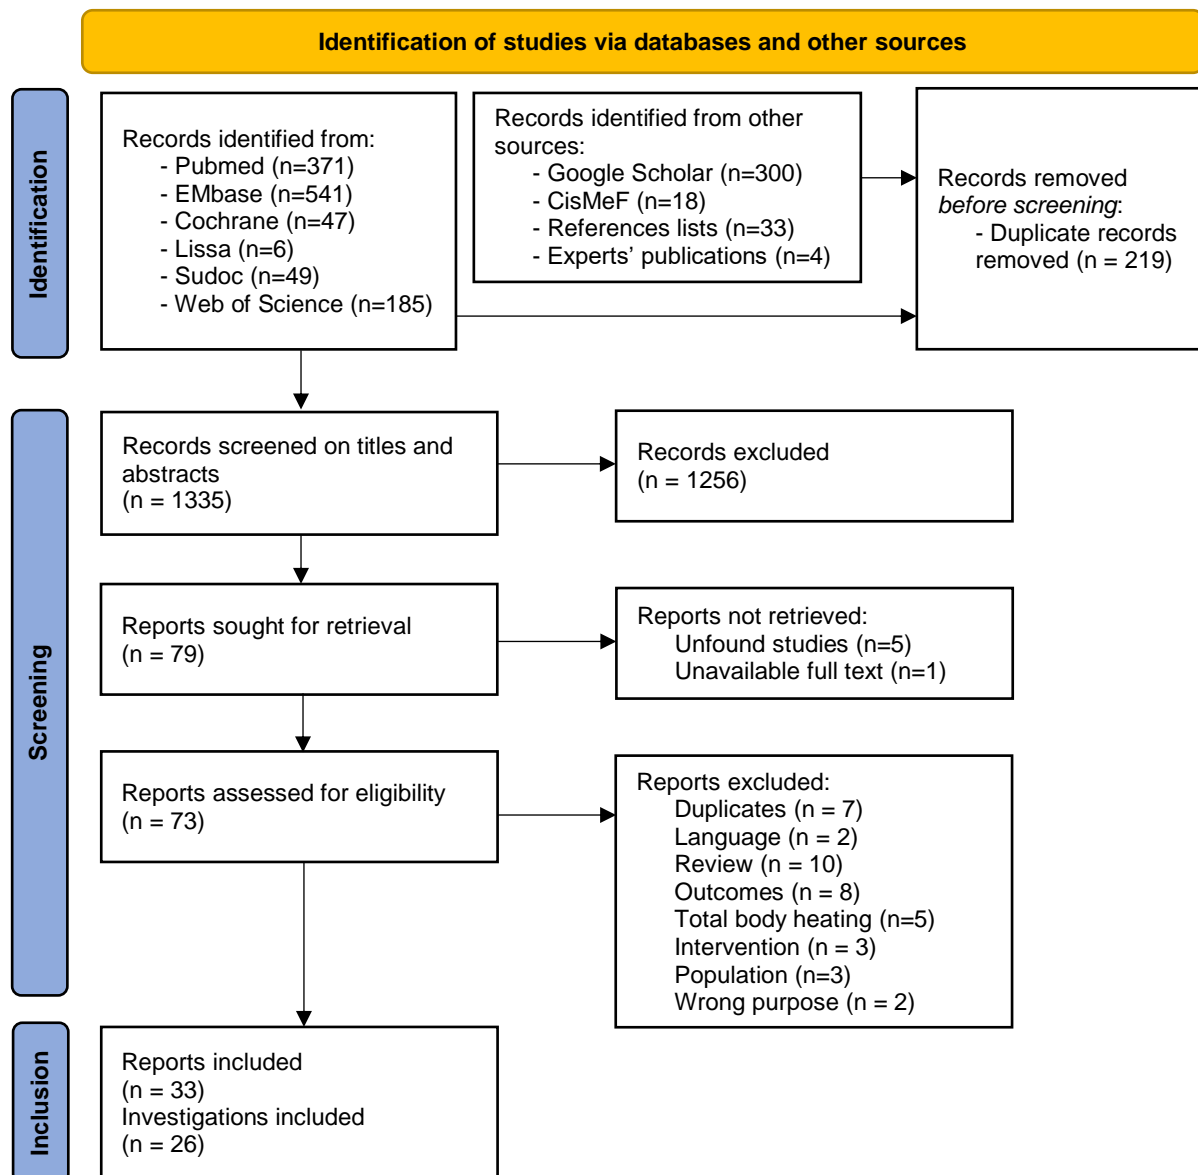 Identification of studies via databases and other sources
Identification
Records identified from:
- Pubmed (n=371)
- EMbase (n=541)
- Cochrane (n=47)
- Lissa (n=6)
- Sudoc (n=49)
- Web of Science (n=185)
Records identified from other
sources:
- Google Scholar (n=300)
- CisMeF (n=18)
- References lists (n=33)
- Experts’ publications (n=4)
Records removed
before screening:
- Duplicate records
removed (n = 219)
Screening
Records screened on titles and
abstracts
(n = 1335)
Records excluded
(n = 1256)
Reports sought for retrieval
(n = 79)
Reports not retrieved:
Unfound studies (n=5)
Unavailable full text (n=1)
Reports assessed for eligibility
(n = 73)
Reports excluded:
Duplicates (n = 7)
Language (n = 2)
Review (n = 10)
Outcomes (n = 8)
Total body heating (n=5)
Intervention (n = 3)
Population (n=3)
Wrong purpose (n = 2)
Inclusion
Reports included
(n = 33)
Investigations included
(n = 26)